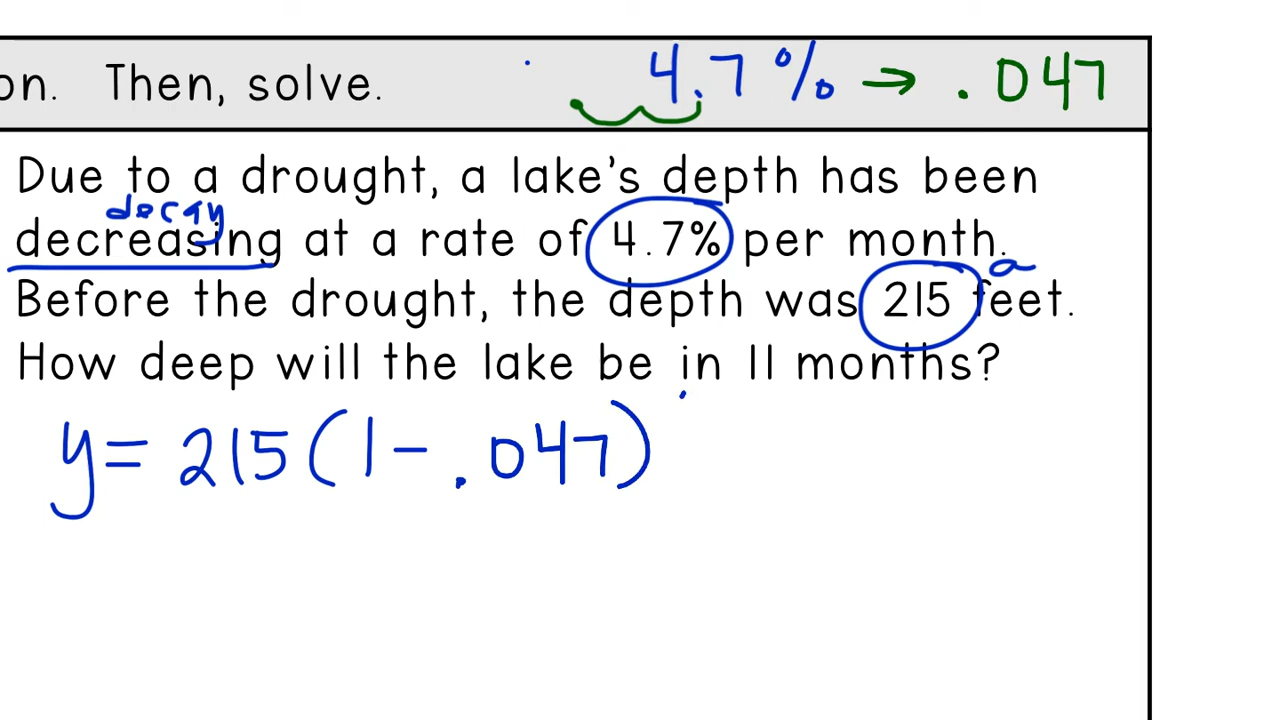 on. Then, solve. 4.7% → .047
Due to a drought, a lake's depth has been
decay
decreasing at a rate of 4.7% per month.
a
Before the drought, the depth was 215 feet.
How deep will the lake be in 11 months?
y = 215(1 - .047)